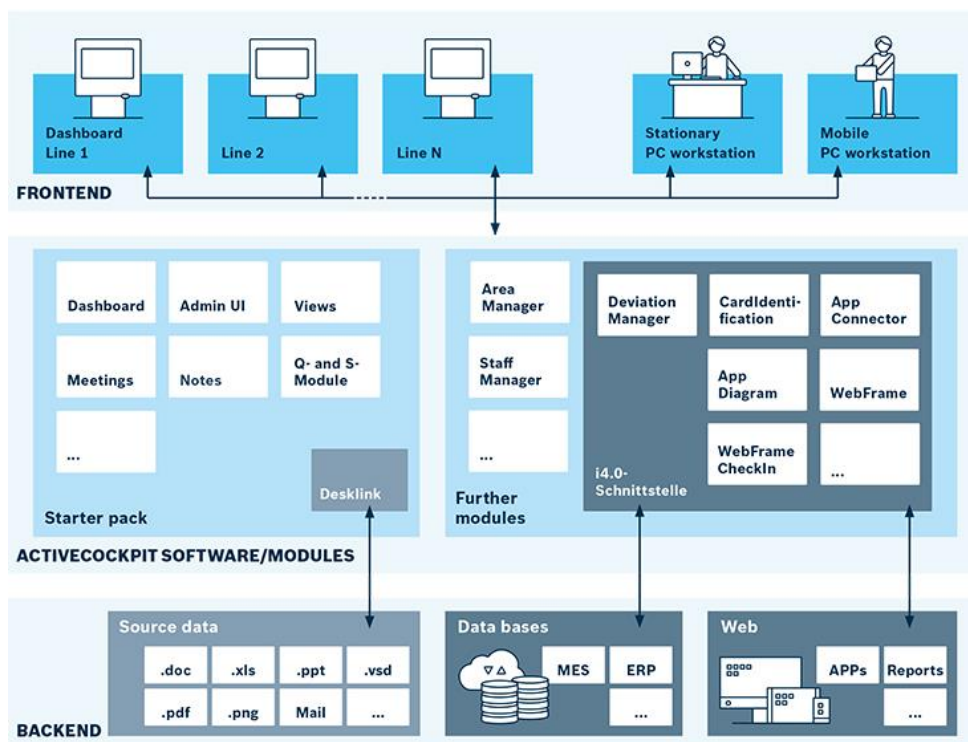 Dashboard
Line 1
Line 2
Line N
Stationary
PC workstation
Mobile
PC workstation
FRONTEND
Dashboard
Admin UI
Views
Meetings
Notes
Q- and S-
Module
...
Desklink
Starter pack
Area
Manager
Staff
Manager
...
Further
modules
Deviation
Manager
CardIdenti-
fication
App
Connector
App
Diagram
WebFrame
WebFrame
CheckIn
...
i4.0-
Schnittstelle
ACTIVECOCKPIT SOFTWARE/MODULES
Source data
.doc
.xls
.ppt
.vsd
.pdf
.png
Mail
...
Data bases
MES
ERP
...
Web
APPs
Reports
...
BACKEND